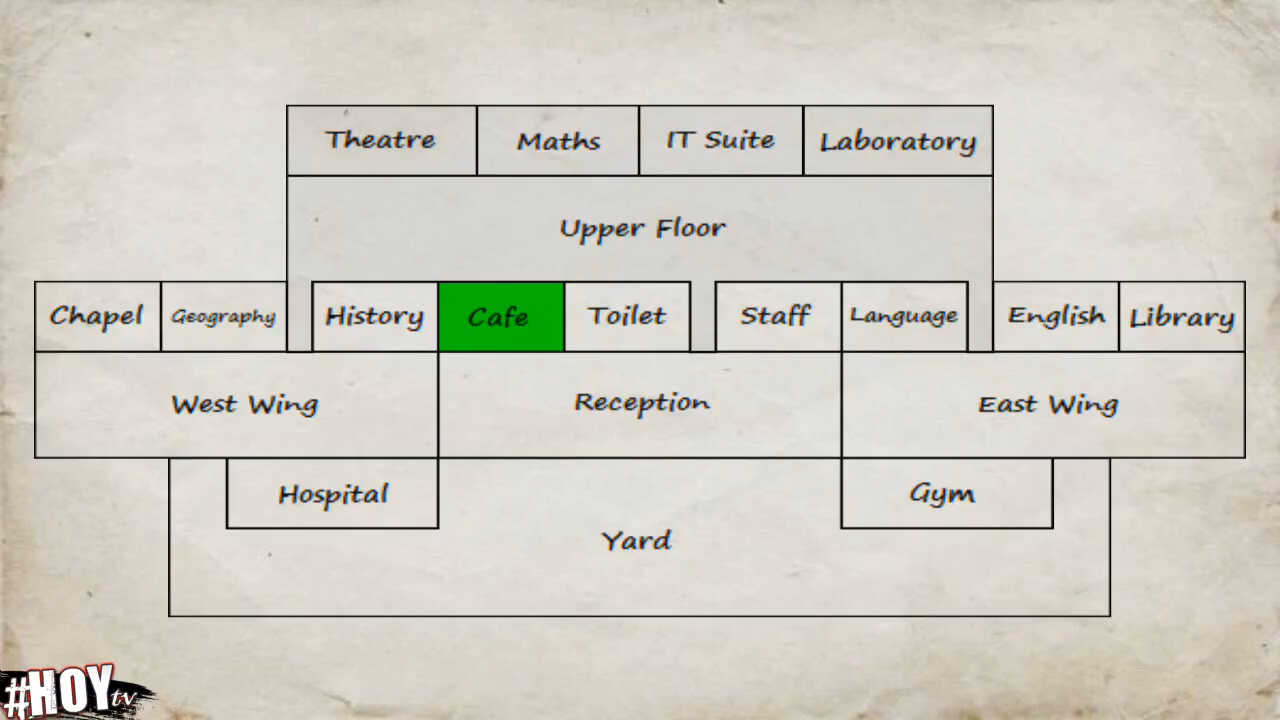 Theatre
Maths
IT Suite
Laboratory
Upper Floor
Chapel
Geography
History
Cafe
Toilet
Staff
Language
English
Library
West Wing
Reception
East Wing
Hospital
Gym
Yard
#HOYtv